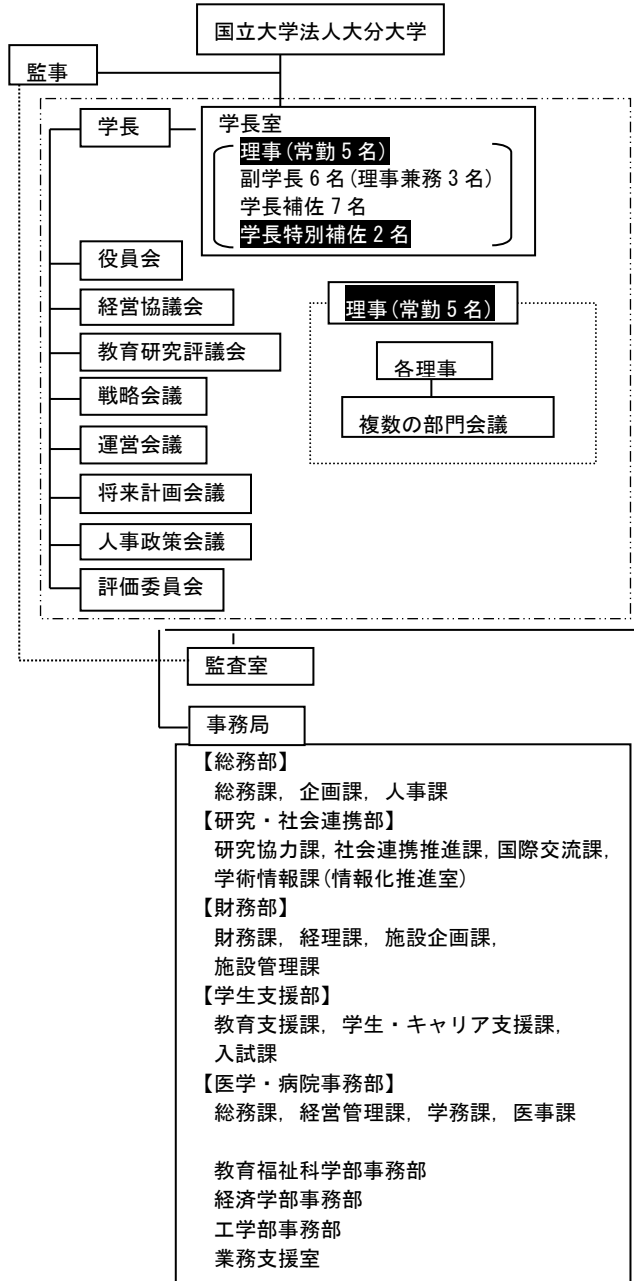 国立大学法人大分大学
監事
学長
学長室
理事(常勤5名)
副学長6名(理事兼務3名)
学長補佐7名
学長特別補佐2名
役員会
経営協議会
教育研究評議会
戦略会議
運営会議
将来計画会議
人事政策会議
評価委員会
理事(常勤5名)
各理事
複数の部門会議
監査室
事務局
【総務部】
総務課，企画課，人事課
【研究・社会連携部】
研究協力課，社会連携推進課，国際交流課，
学術情報課(情報化推進室)
【財務部】
財務課，経理課，施設企画課，
施設管理課
【学生支援部】
教育支援課，学生・キャリア支援課，
入試課
【医学・病院事務部】
総務課，経営管理課，学務課，医事課
教育福祉科学部事務部
経済学部事務部
工学部事務部
業務支援室